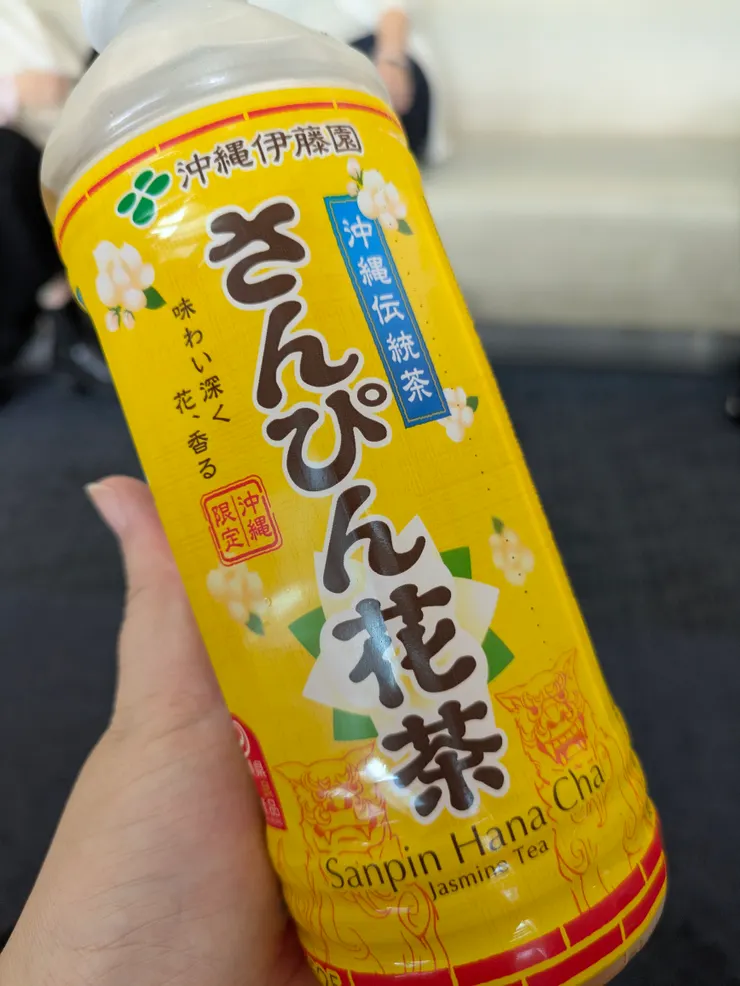 沖縄伊藤園
沖縄伝統茶
さんぴん花茶
味わい深く
花、香る
沖縄
限定
Sanpin Hana Cha
Jasmine Tea